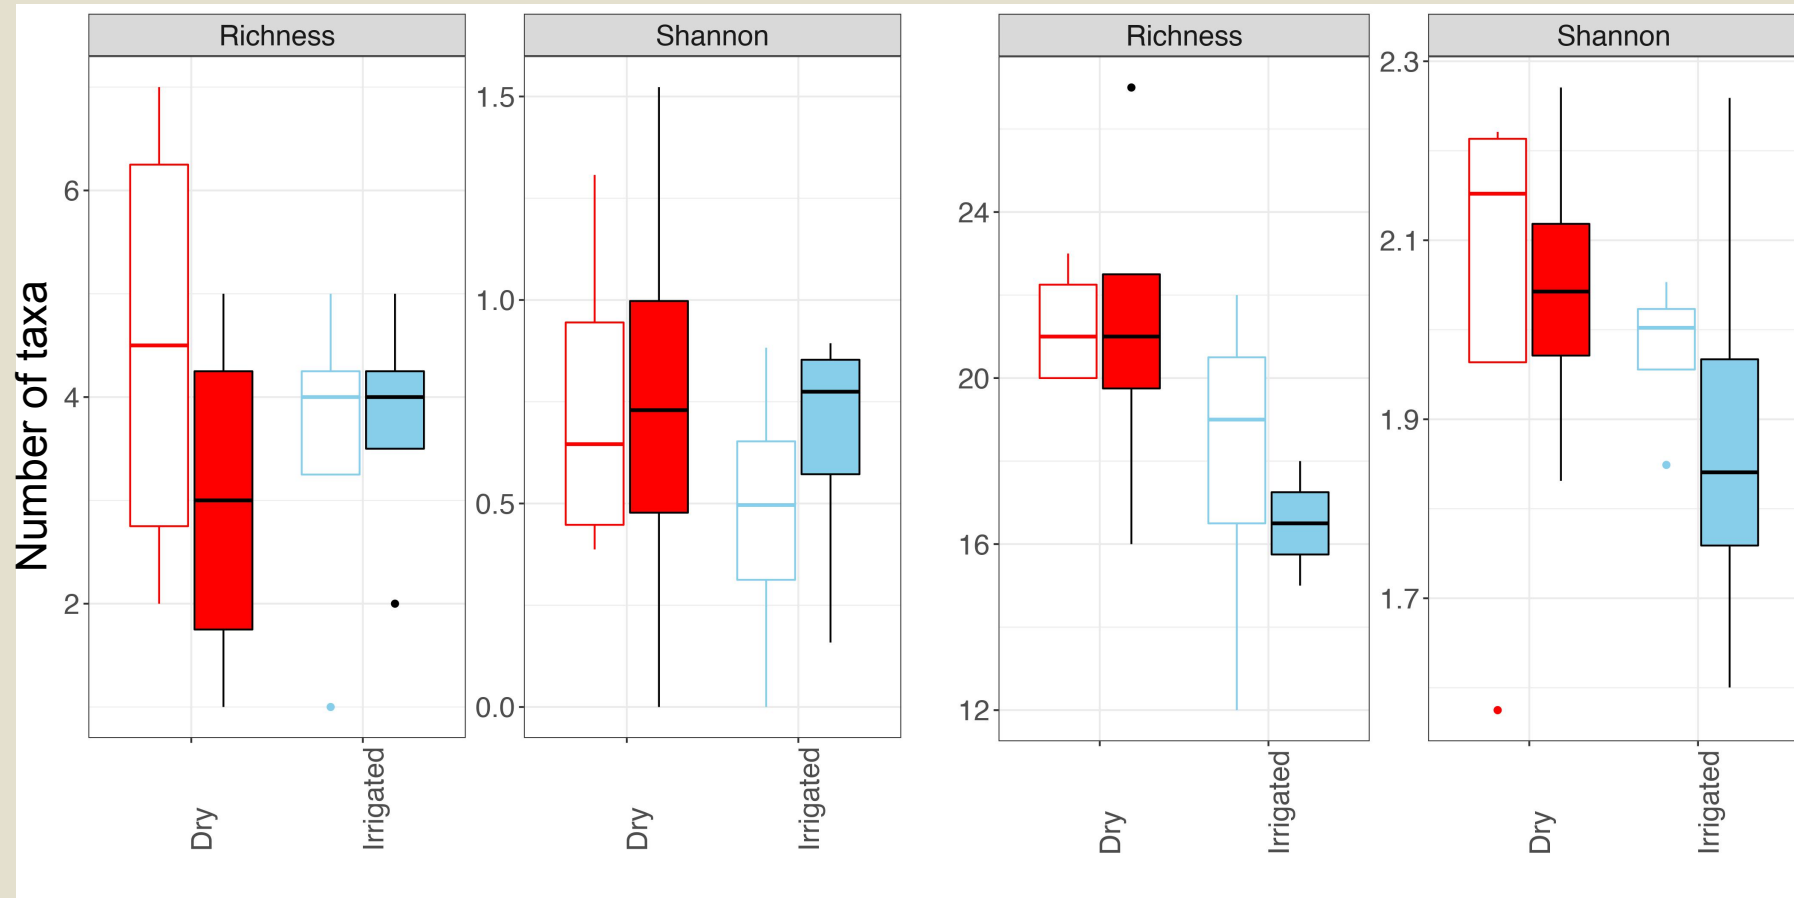 Richness
Shannon
Richness
Shannon
Number of taxa
6
4
2
1.5
1.0
0.5
0.0
24
20
16
12
2.3
2.1
1.9
1.7
Dry
Irrigated
Dry
Irrigated
Dry
Irrigated
Dry
Irrigated